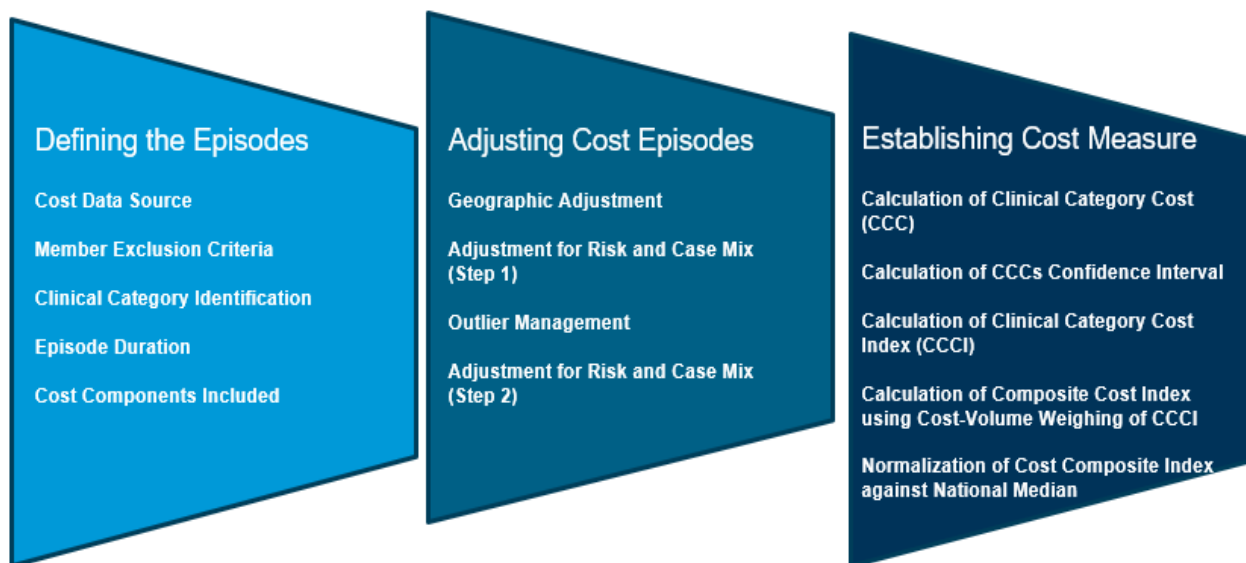 Defining the Episodes
Cost Data Source
Member Exclusion Criteria
Clinical Category Identification
Episode Duration
Cost Components Included
Adjusting Cost Episodes
Geographic Adjustment
Adjustment for Risk and Case Mix
(Step 1)
Outlier Management
Adjustment for Risk and Case Mix
(Step 2)
Establishing Cost Measure
Calculation of Clinical Category Cost
(CCC)
Calculation of CCCs Confidence Interval
Calculation of Clinical Category Cost
Index (CCCI)
Calculation of Composite Cost Index
using Cost-Volume Weighing of CCCI
Normalization of Cost Composite Index
against National Median